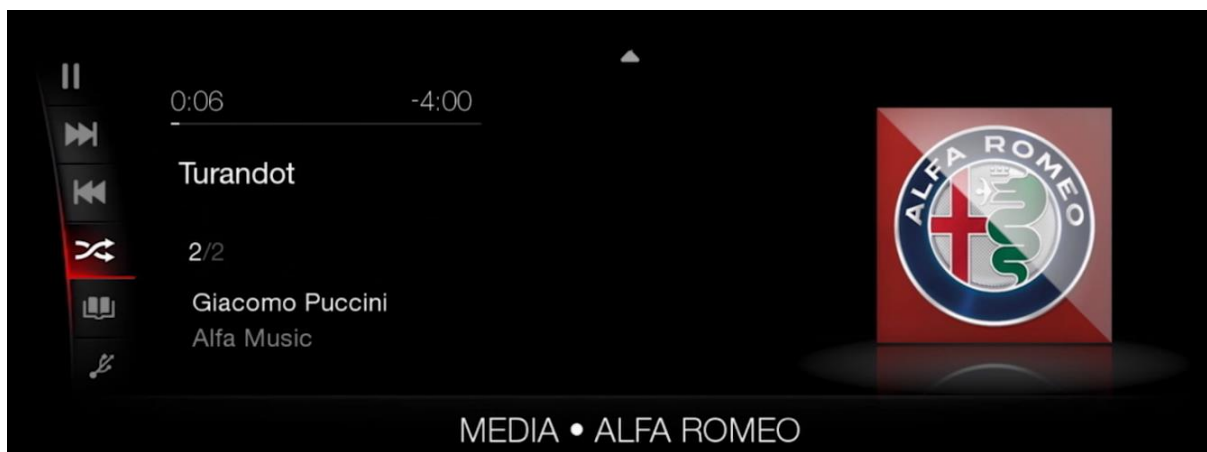 0:06 -4:00
Turandot
2/2
Giacomo Puccini
Alfa Music
ALFA ROMEO
MEDIA • ALFA ROMEO